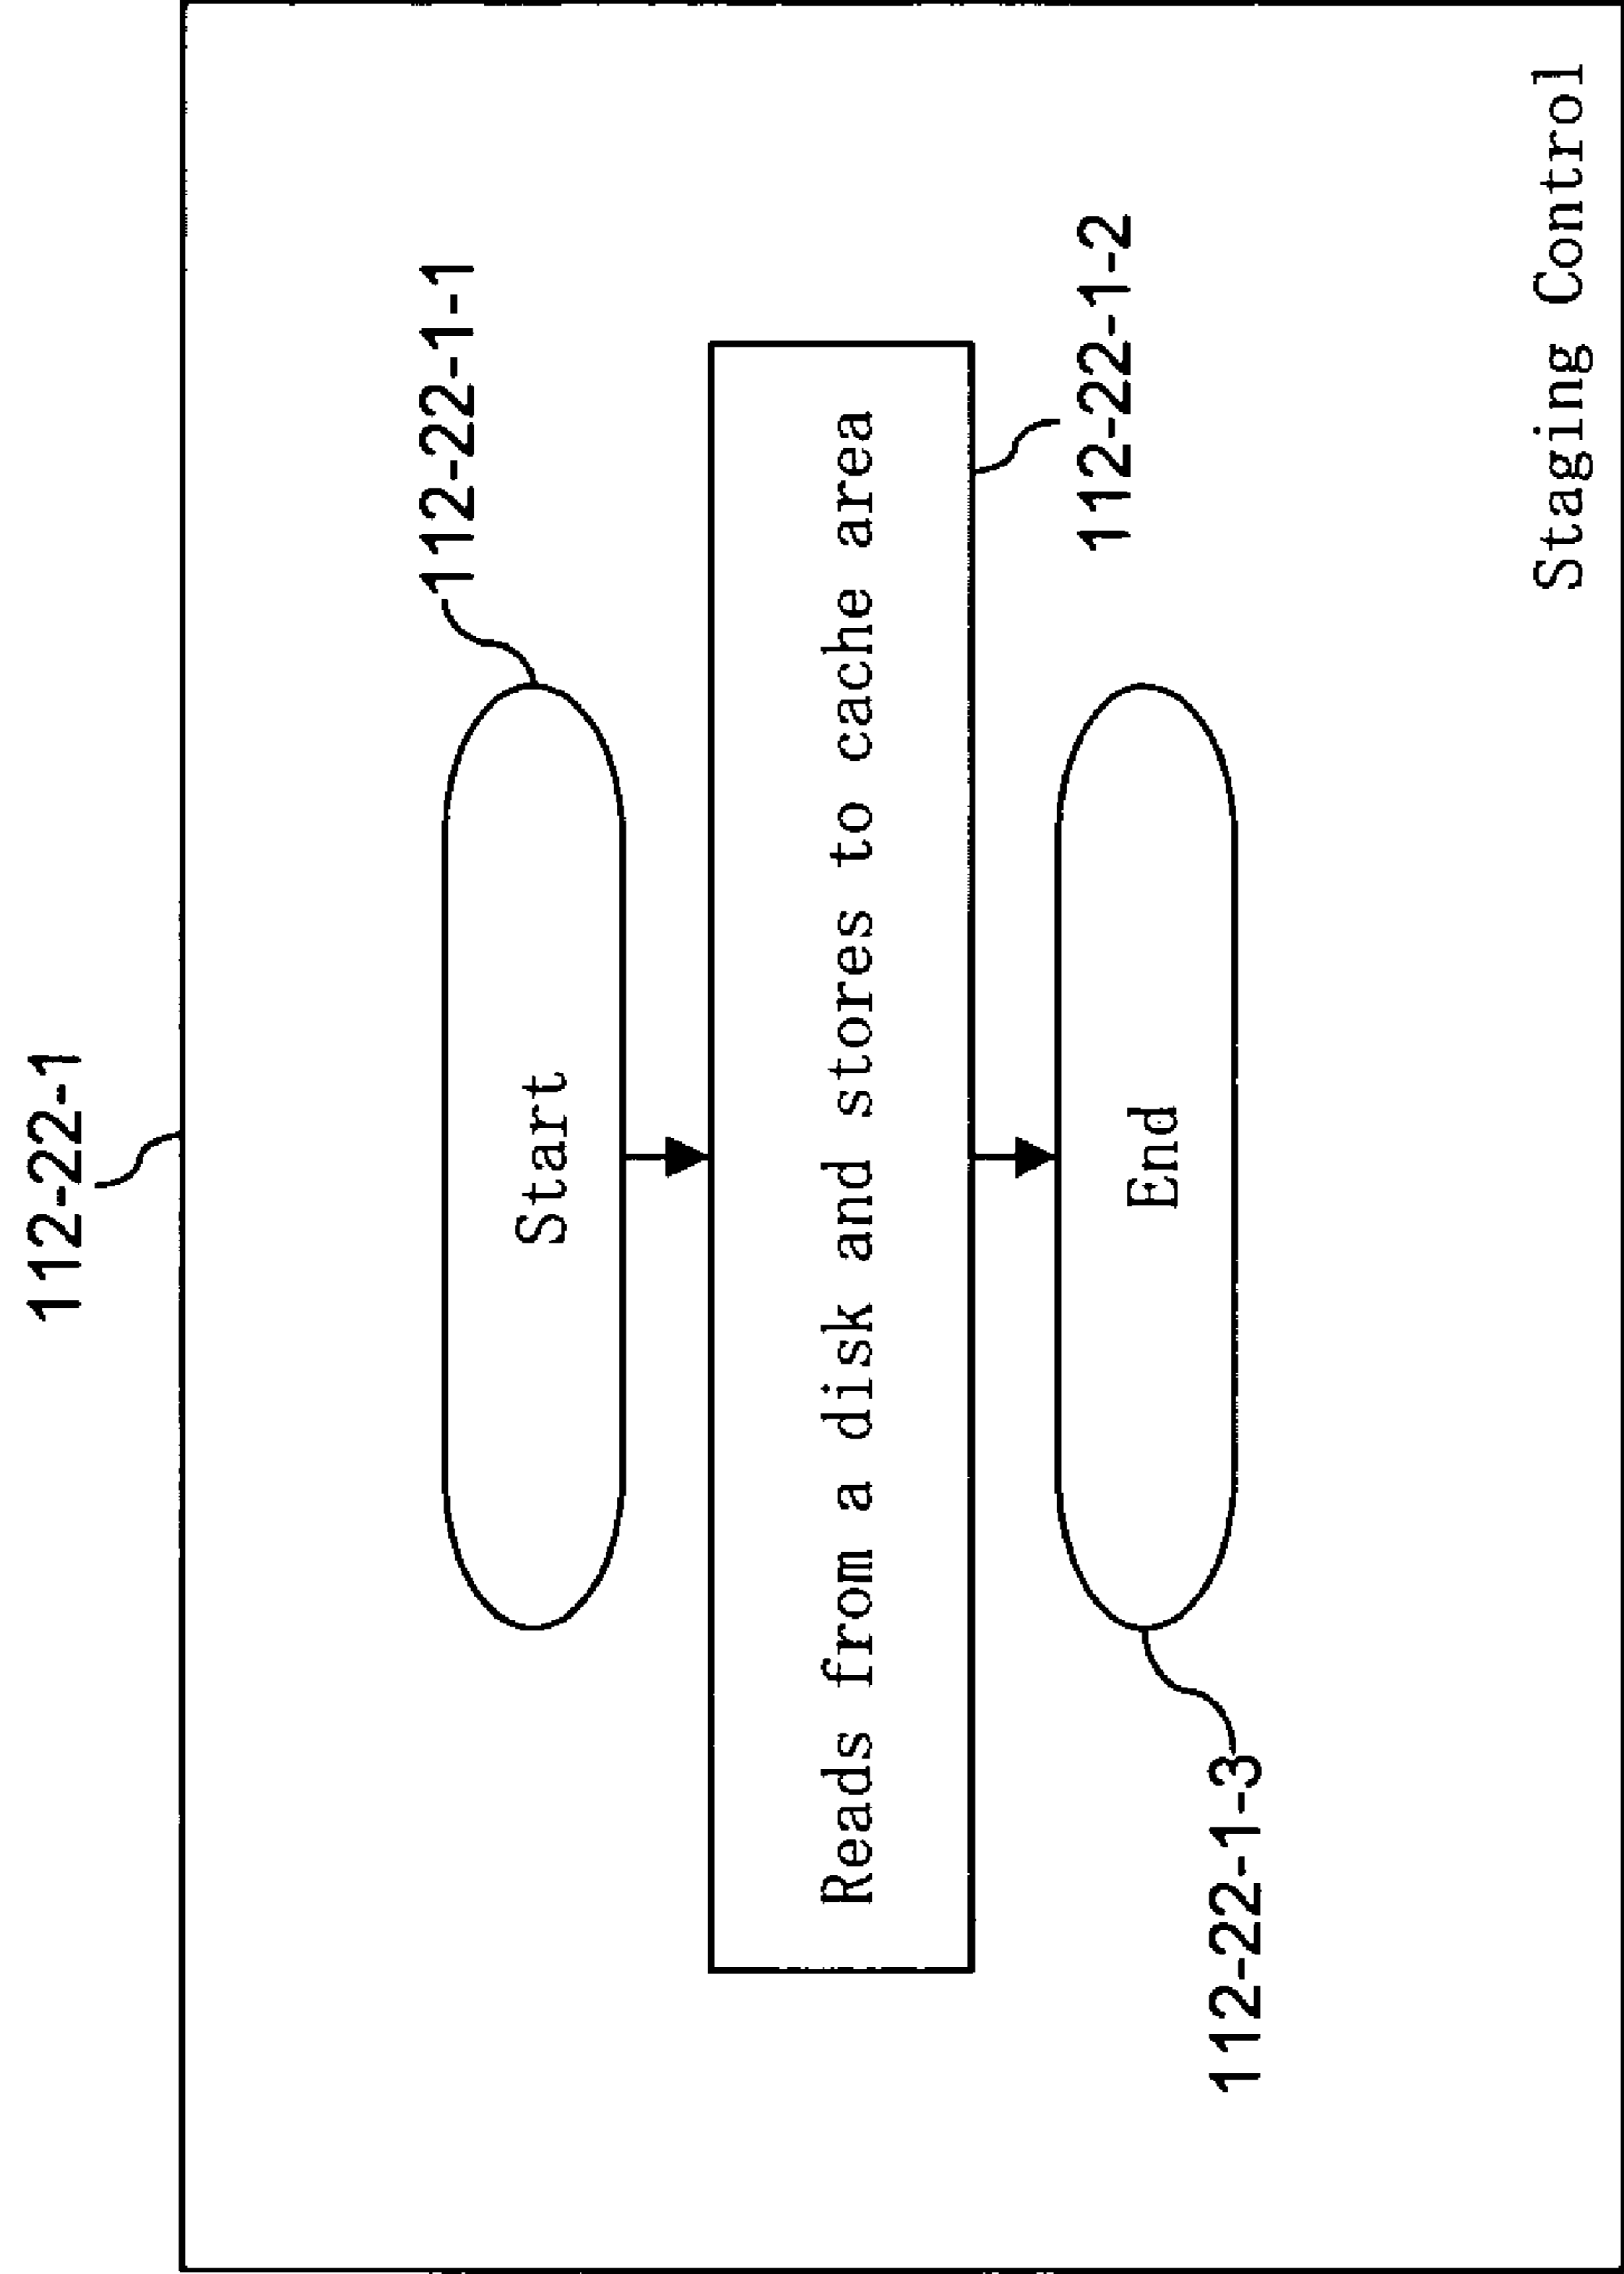 112-22-1
112-22-1-1
Start
Reads from a disk and stores to cache area
112-22-1-2
End
112-22-1-3
Staging Control